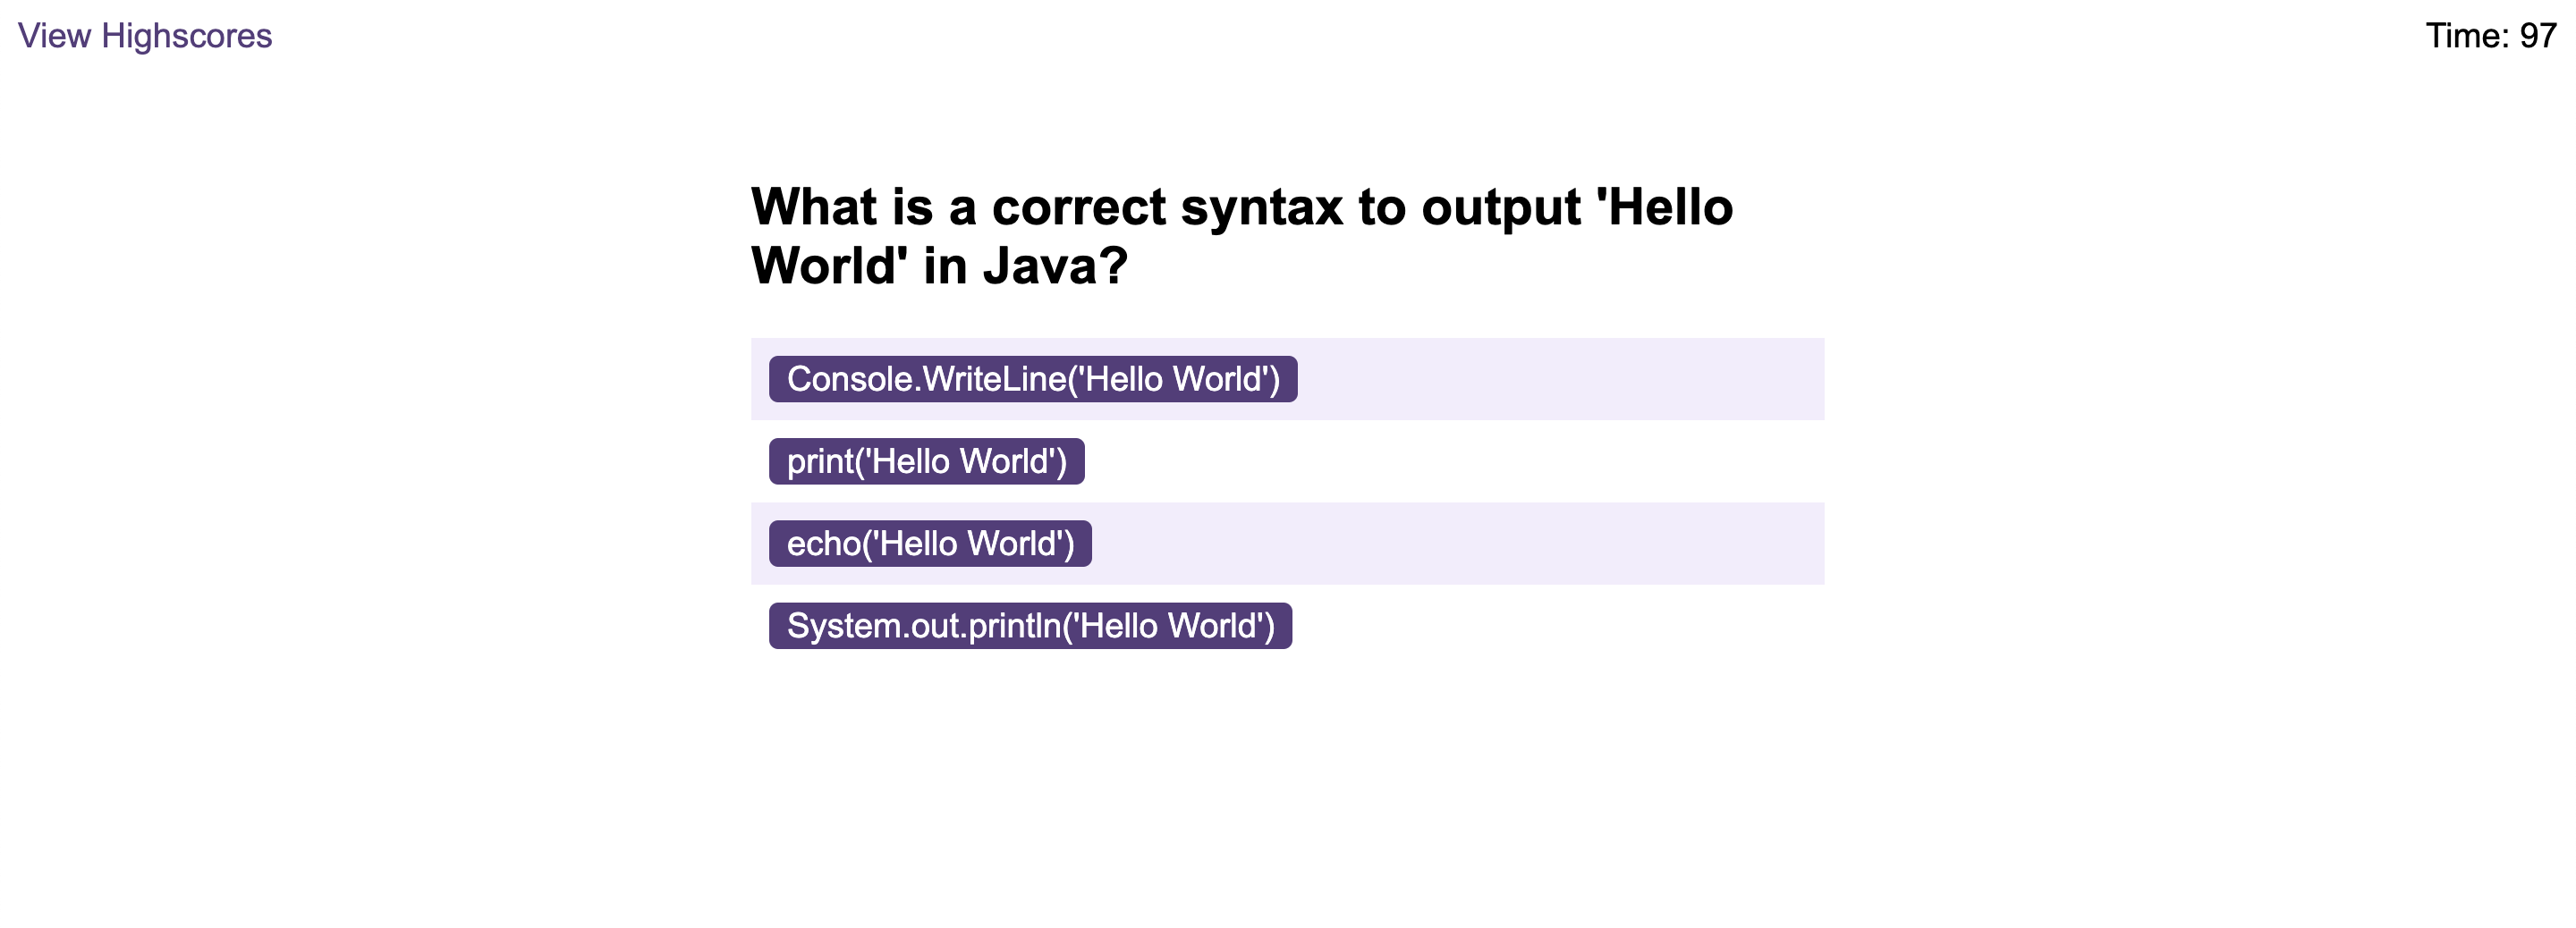 View Highscores
Time: 97
What is a correct syntax to output 'Hello
World' in Java?
Console.WriteLine('Hello World')
print('Hello World')
echo('Hello World')
System.out.println('Hello World')